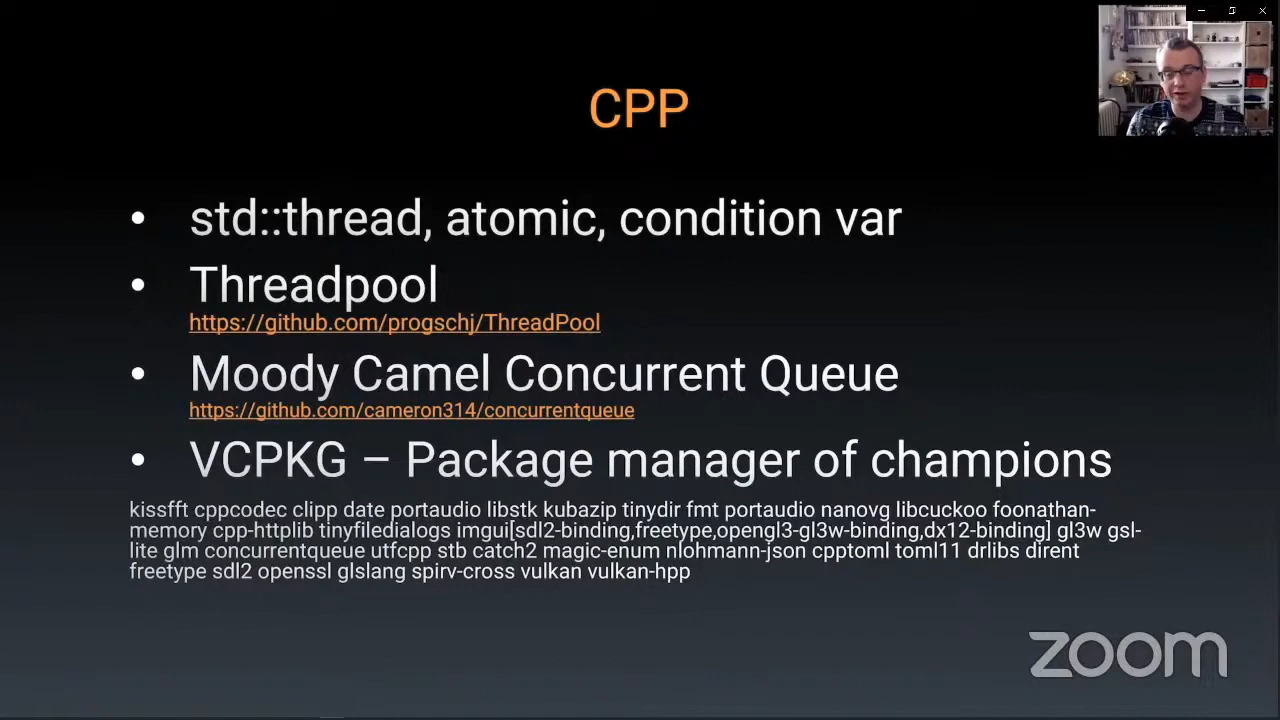 CPP
• std::thread, atomic, condition var
• Threadpool
https://github.com/progschj/ThreadPool
• Moody Camel Concurrent Queue
https://github.com/cameron314/concurrentqueue
• VCPKG – Package manager of champions
kissfft cppcodec clipp date portaudio libstk kubazip tinydir fmt portaudio nanovg libcuckoo foonathan-
memory cpp-httplib tinyfiledialogs imgui[sdl2-binding,freetype,opengl3-gl3w-binding,dx12-binding] gl3w gsl-
lite glm concurrentqueue utfcpp stb catch2 magic-enum nlohmann-json cpptoml toml11 drlibs dirent
freetype sdl2 openssl glslang spirv-cross vulkan vulkan-hpp
zoom